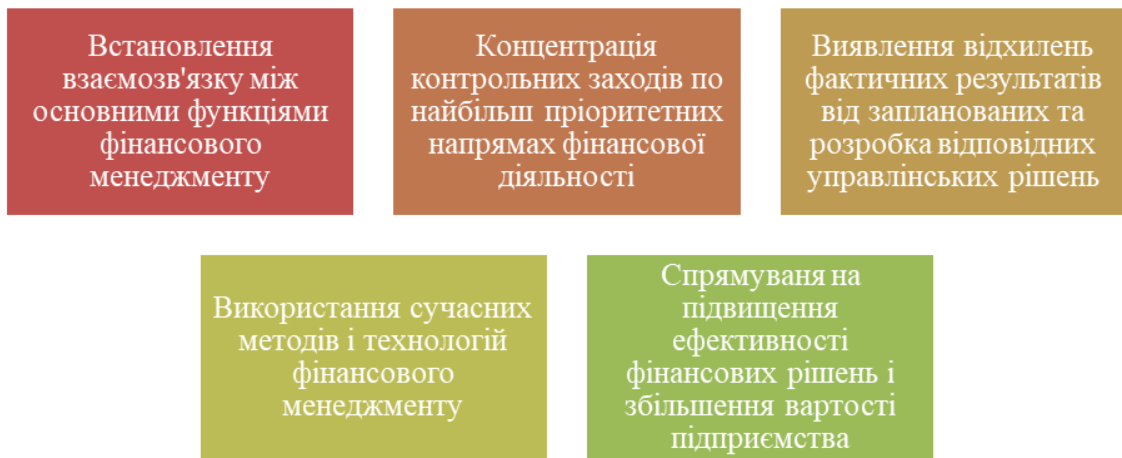 Встановлення
взаємозв'язку між
основними функціями
фінансового
менеджменту
Концентрація
контрольних заходів по
найбільш пріоритетних
напрямах фінансової
діяльності
Виявлення відхилень
фактичних результатів
від запланованих та
розробка відповідних
управлінських рішень
Використання сучасних
методів і технологій
фінансового
менеджменту
Спрямуваня на
підвищення
ефективності
фінансових рішень і
збільшення вартості
підприємства